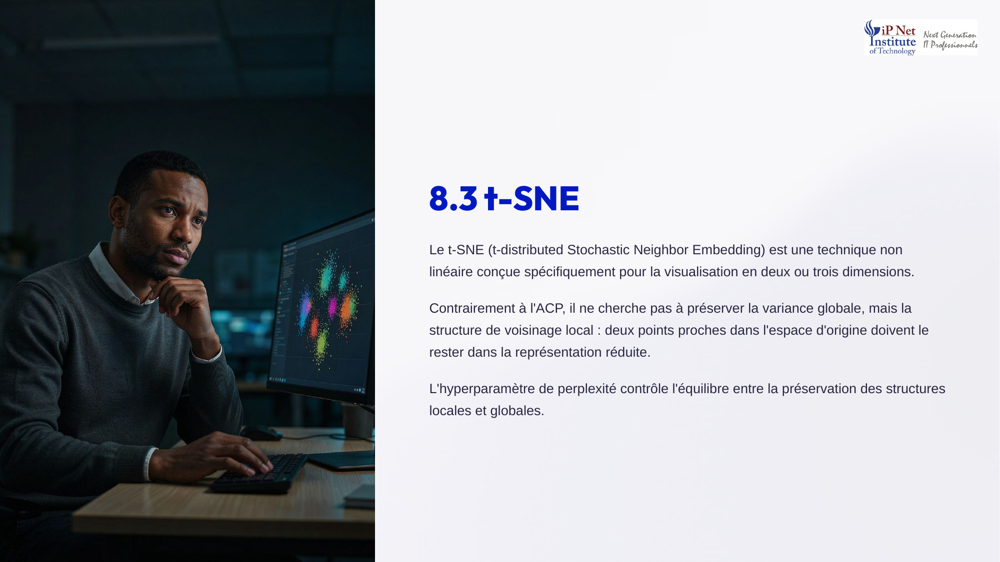 iP Net
Institute
of Technology
Next Generation
IT Professionnels
8.3 t-SNE
Le t-SNE (t-distributed Stochastic Neighbor Embedding) est une technique non
linéaire conçue spécifiquement pour la visualisation en deux ou trois dimensions.
Contrairement à l'ACP, il ne cherche pas à préserver la variance globale, mais la
structure de voisinage local : deux points proches dans l'espace d'origine doivent le
rester dans la représentation réduite.
L'hyperparamètre de perplexité contrôle l'équilibre entre la préservation des structures
locales et globales.